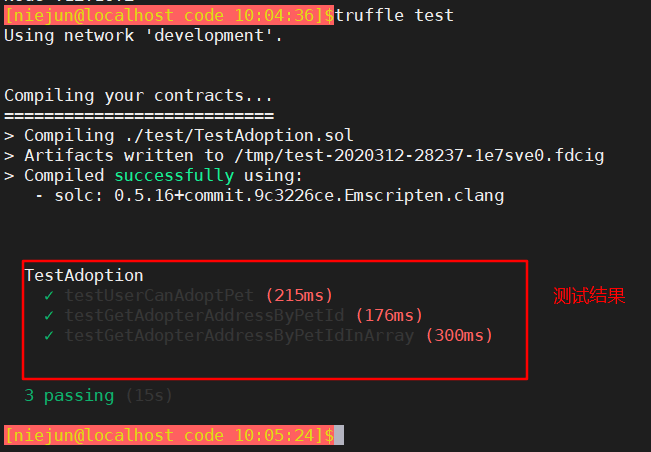 [niejun@localhost code 10:04:36]$truffle test
Using network 'development'.
Compiling your contracts...
===========================
> Compiling ./test/TestAdoption.sol
> Artifacts written to /tmp/test-2020312-28237-1e7sve0.fdcig
> Compiled successfully using:
- solc: 0.5.16+commit.9c3226ce.Emscripten.clang
TestAdoption
✓ testUserCanAdoptPet (215ms)
✓ testGetAdopterAddressByPetId (176ms)
✓ testGetAdopterAddressByPetIdInArray (300ms)
测试结果
3 passing (15s)
[niejun@localhost code 10:05:24]$